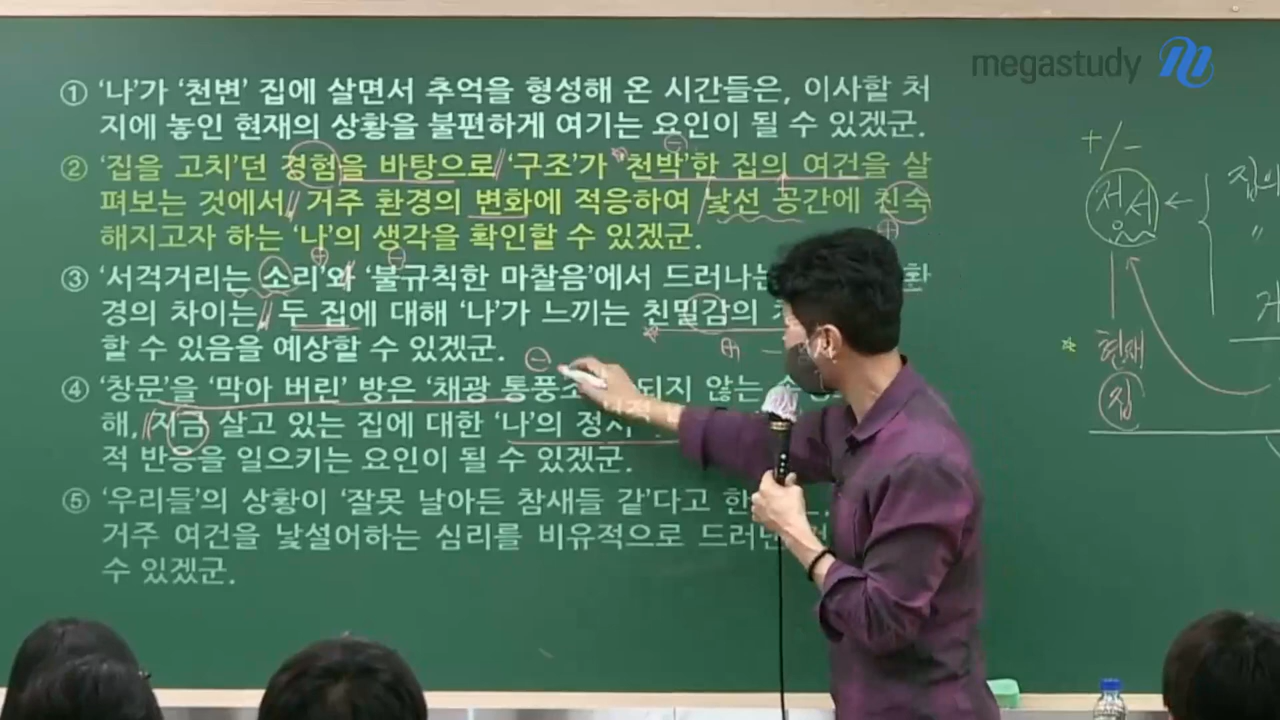 megastudy
① ‘나’가 ‘천변’ 집에 살면서 추억을 형성해 온 시간들은, 이사할 처
지에 놓인 현재의 상황을 불편하게 여기는 요인이 될 수 있겠군.
② ‘집을 고치’던 경험을 바탕으로 ‘구조’가 ‘천박’한 집의 여건을 살
펴보는 것에서, 거주 환경의 변화에 적응하여 낯선 공간에 친숙
해지고자 하는 ‘나’의 생각을 확인할 수 있겠군.
③ ‘서걱거리는 소리’와 ‘불규칙한 마찰음’에서 드러나는
경의 차이는, 두 집에 대해 ‘나’가 느끼는 친밀감의
할 수 있음을 예상할 수 있겠군.
④ ‘창문’을 ‘막아 버린’ 방은 ‘채광 통풍 되지 않는
해, 지금 살고 있는 집에 대한 ‘나’의 정서
적 반응을 일으키는 요인이 될 수 있겠군.
⑤ ‘우리들’의 상황이 ‘잘못 날아든 참새들 같’다고 한
거주 여건을 낯설어하는 심리를 비유적으로 드러낸
수 있겠군.
+/-
정서 ← 집의
〃
거
현재
집